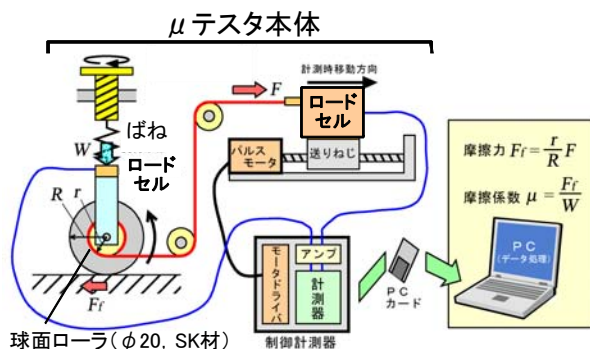 μテスタ本体
計測時移動方向
F
ロード
セル
ばね
W
ロード
セル
パルス
モータ
送りねじ
R
r
F_f
球面ローラ(φ20, SK材)
モータドライバ
アンプ
計測器
制御計測器
PC
カード
摩擦力 F_f = r/R F
摩擦係数 μ = F_f/W
PC
(データ処理)